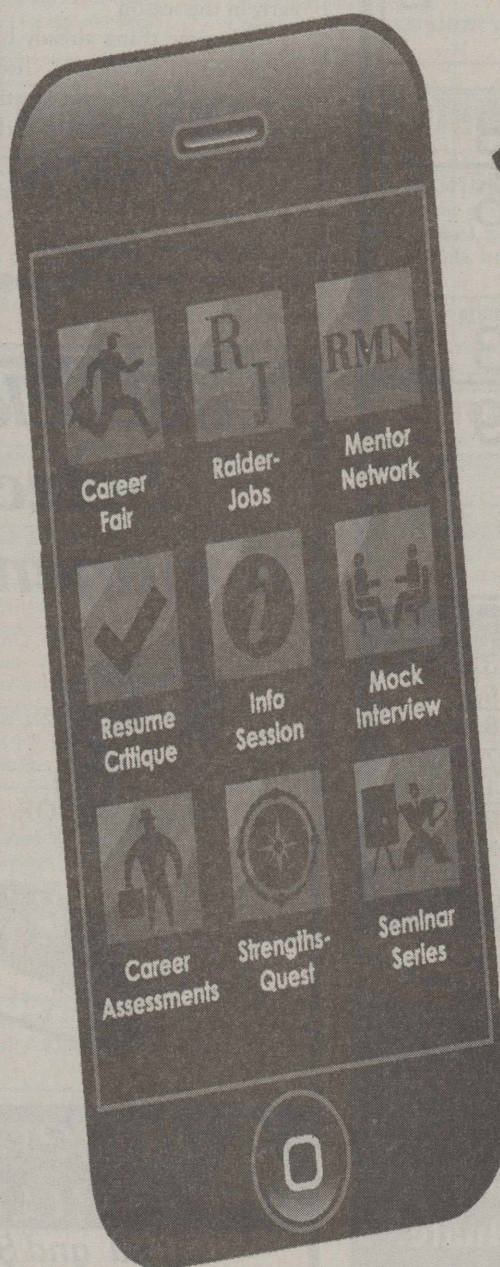 R
J
RMN
Career
Fair
Raider-
Jobs
Mentor
Network
i
Resume
Critique
Info
Session
Mock
Interview
Career
Assessments
Strengths-
Quest
Seminar
Series